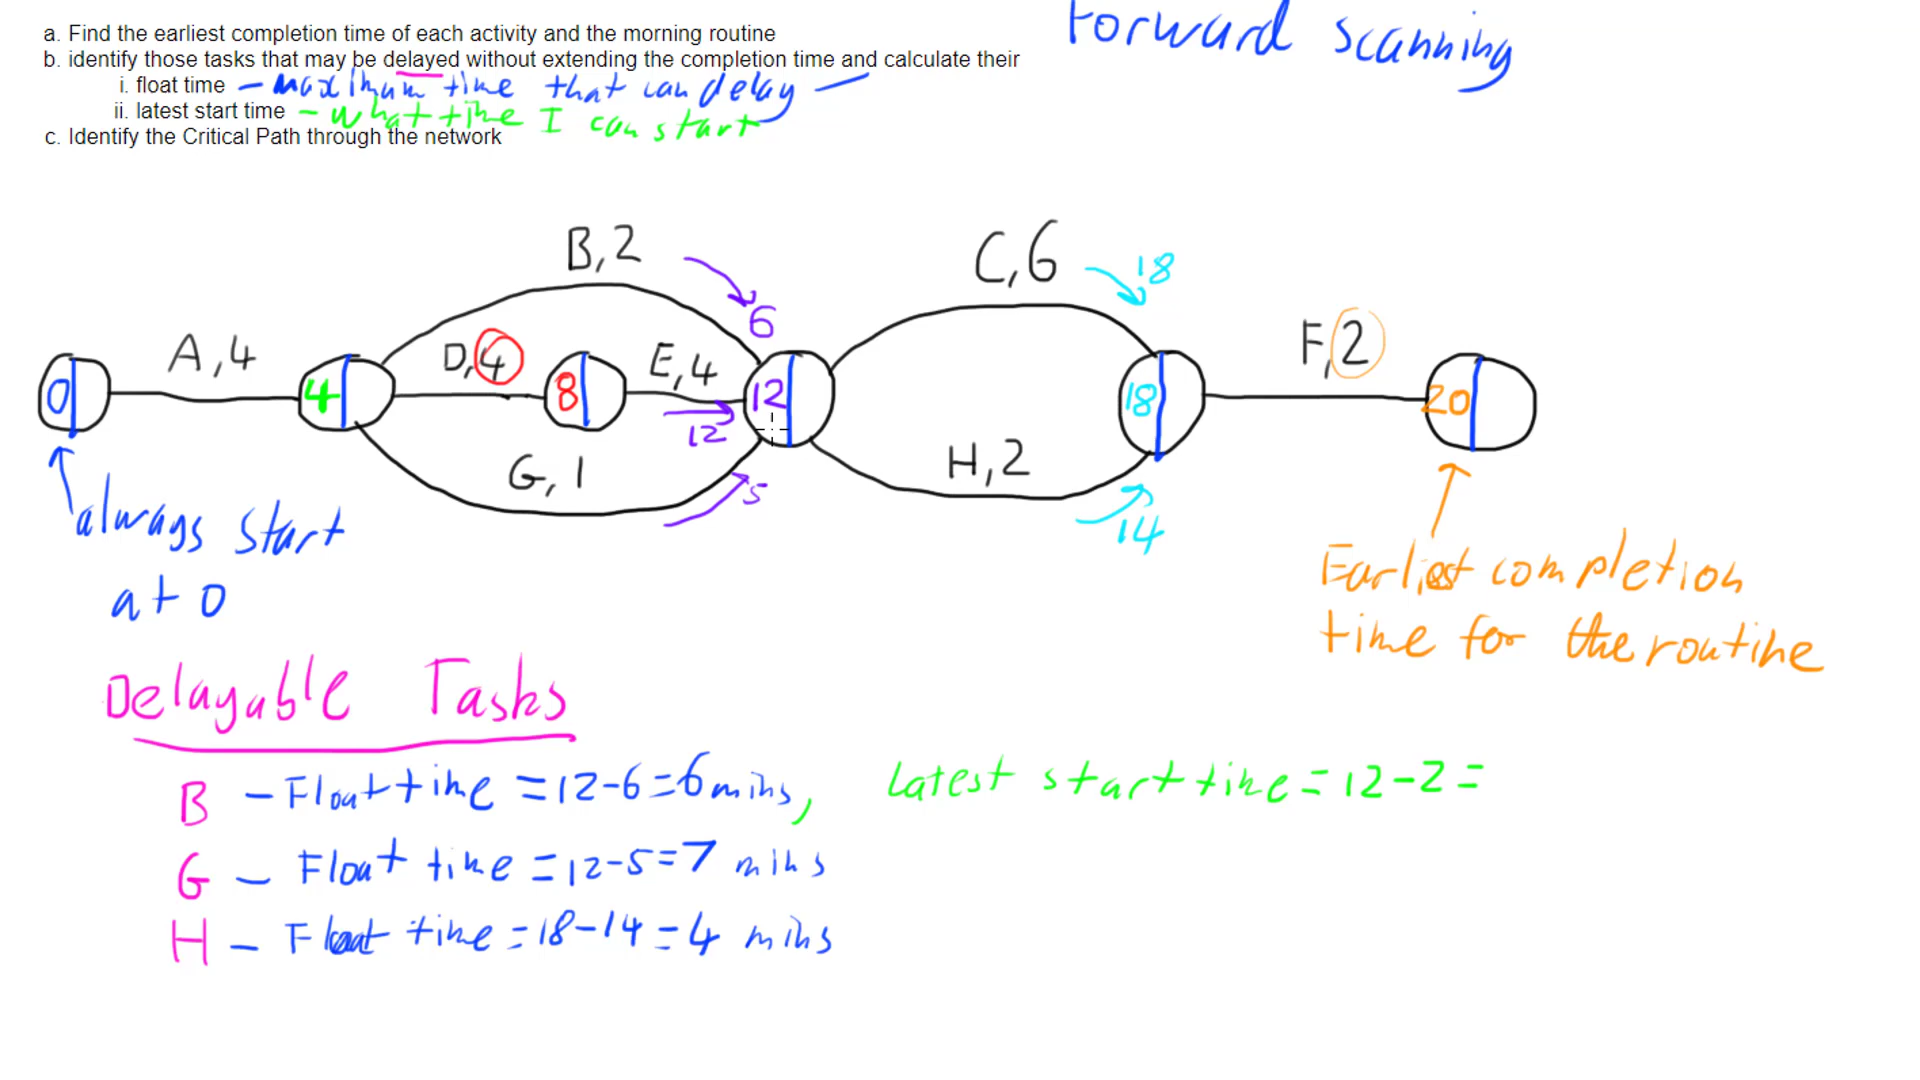 Forward scanning
a. Find the earliest completion time of each activity and the morning routine
b. identify those tasks that may be delayed without extending the completion time and calculate their
i. float time - maximum time that can delay -
ii. latest start time - what time I can start
c. Identify the Critical Path through the network
B,2
C,6
18
6
A,4
D,4
E,4
F,2
0
4
8
12
18
20
12
G,1
H,2
5
14
always start
at 0
Earliest completion
time for the routine
Delayable Tasks
B - Float time = 12-6=6 mins, Latest start time = 12-2=
G - Float time = 12-5=7 mins
H - Float time = 18-14=4 mins